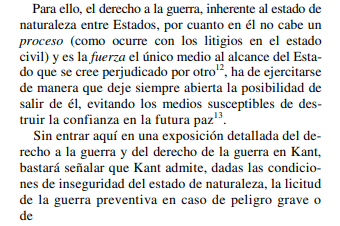 Para ello, el derecho a la guerra, inherente al estado de
naturaleza entre Estados, por cuanto en él no cabe un
proceso (como ocurre con los litigios en el estado
civil) y es la fuerza el único medio al alcance del Esta-
do que se cree perjudicado por otro12, ha de ejercitarse
de manera que deje siempre abierta la posibilidad de
salir de él, evitando los medios susceptibles de des-
truir la confianza en la futura paz13.
Sin entrar aquí en una exposición detallada del de-
recho a la guerra y del derecho de la guerra en Kant,
bastará señalar que Kant admite, dadas las condicio-
nes de inseguridad del estado de naturaleza, la licitud
de la guerra preventiva en caso de peligro grave o
de